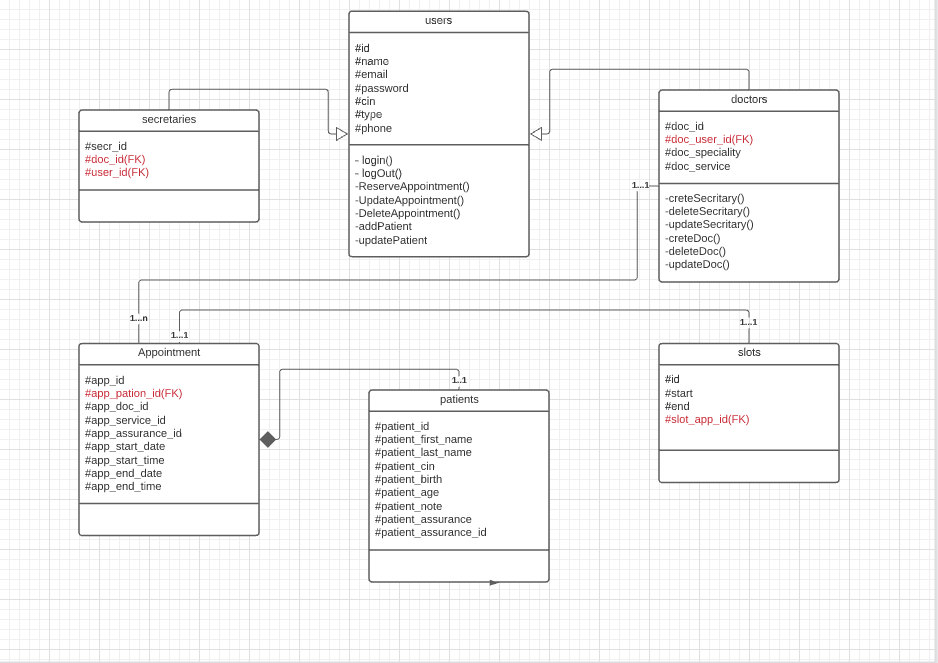 users
#id
#name
#email
#password
#cin
#type
#phone
- login()
- logOut()
-ReserveAppointment()
-UpdateAppointment()
-DeleteAppointment()
-addPatient
-updatePatient
secretaries
#secr_id
#doc_id(FK)
#user_id(FK)
doctors
#doc_id
#doc_user_id(FK)
#doc_speciality
#doc_service
-creteSecritary()
-deleteSecritary()
-updateSecritary()
-creteDoc()
-deleteDoc()
-updateDoc()
1...1
1...n
1...1
1...1
Appointment
#app_id
#app_pation_id(FK)
#app_doc_id
#app_service_id
#app_assurance_id
#app_start_date
#app_start_time
#app_end_date
#app_end_time
1..1
patients
#patient_id
#patient_first_name
#patient_last_name
#patient_cin
#patient_birth
#patient_age
#patient_note
#patient_assurance
#patient_assurance_id
slots
#id
#start
#end
#slot_app_id(FK)